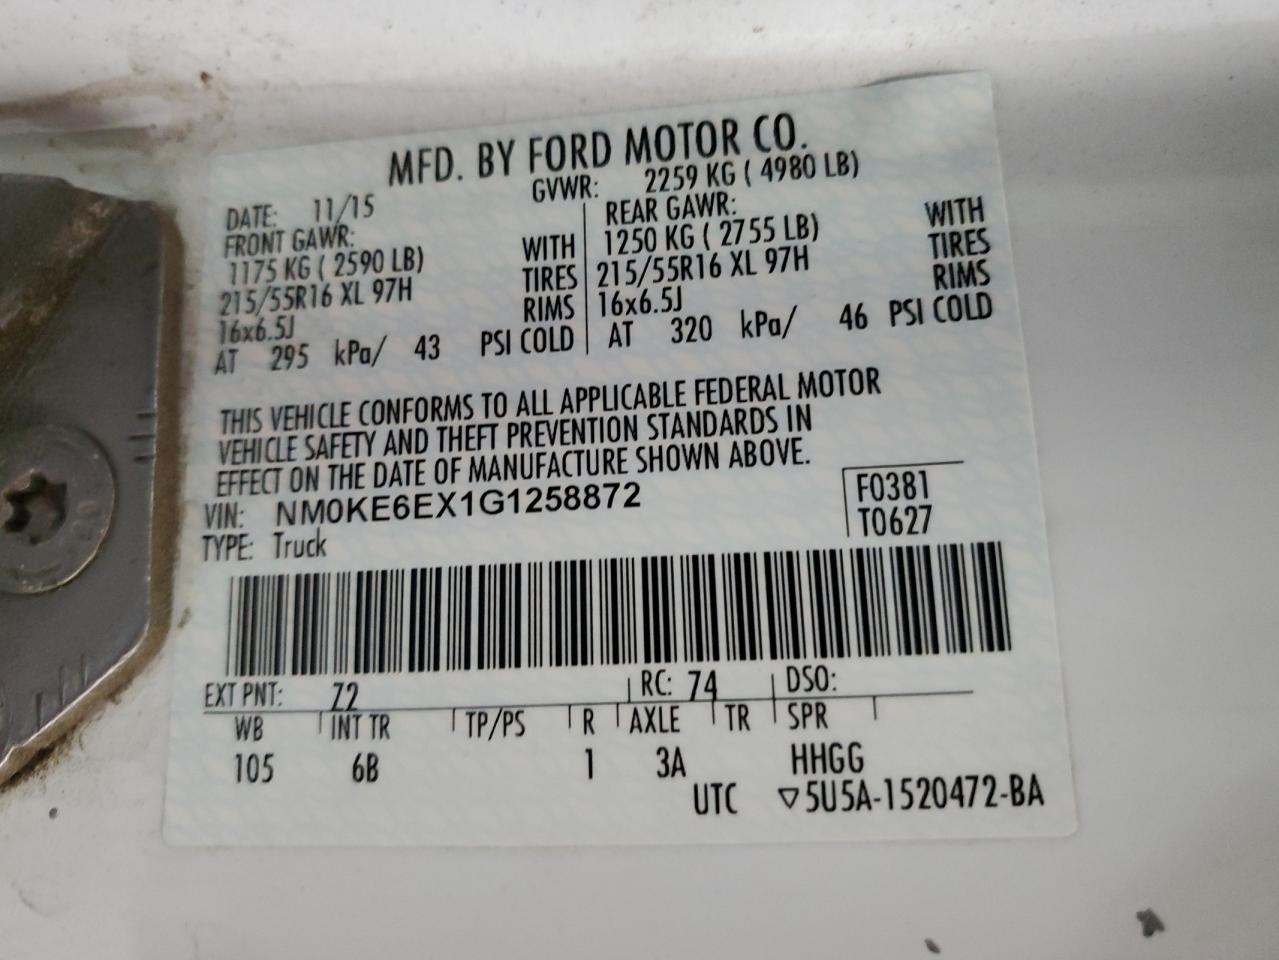 MFD. BY FORD MOTOR CO.
DATE: 11/15 GVWR: 2259 KG ( 4980 LB)
FRONT GAWR: REAR GAWR:
1175 KG ( 2590 LB) WITH 1250 KG ( 2755 LB) WITH
215/55R16 XL 97H TIRES 215/55R16 XL 97H TIRES
16x6.5J RIMS 16x6.5J RIMS
AT 295 kPa/ 43 PSI COLD AT 320 kPa/ 46 PSI COLD
THIS VEHICLE CONFORMS TO ALL APPLICABLE FEDERAL MOTOR
VEHICLE SAFETY AND THEFT PREVENTION STANDARDS IN
EFFECT ON THE DATE OF MANUFACTURE SHOWN ABOVE.
VIN: NM0KE6EX1G1258872 F0381
TYPE: Truck T0627
EXT PNT: Z2 RC: 74 DSO:
WB INT TR TP/PS R AXLE TR SPR
105 6B 1 3A HHGG
UTC ▽5U5A-1520472-BA